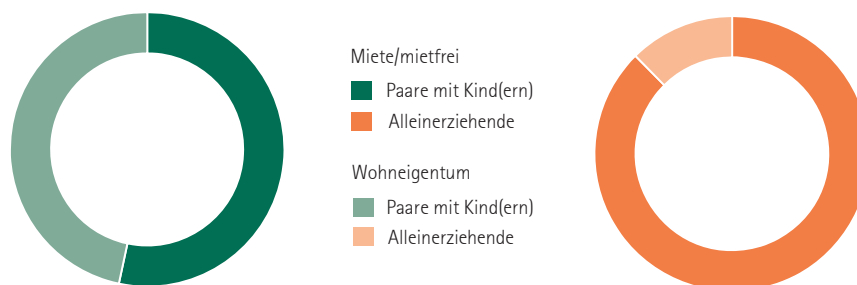 Miete/mietfrei
Paare mit Kind(ern)
Alleinerziehende
Wohneigentum
Paare mit Kind(ern)
Alleinerziehende